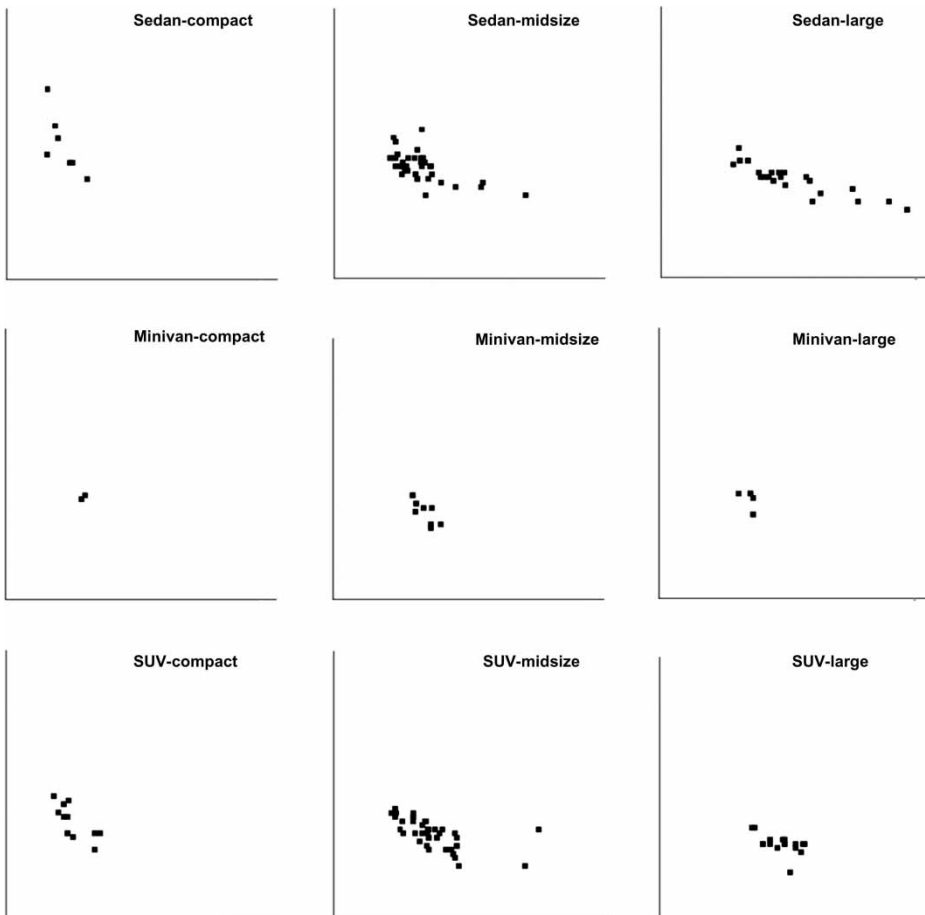 Sedan-compact
Sedan-midsize
Sedan-large
Minivan-compact
Minivan-midsize
Minivan-large
SUV-compact
SUV-midsize
SUV-large